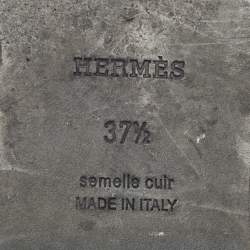 HERMÈS
37½
semelle cuir
MADE IN ITALY